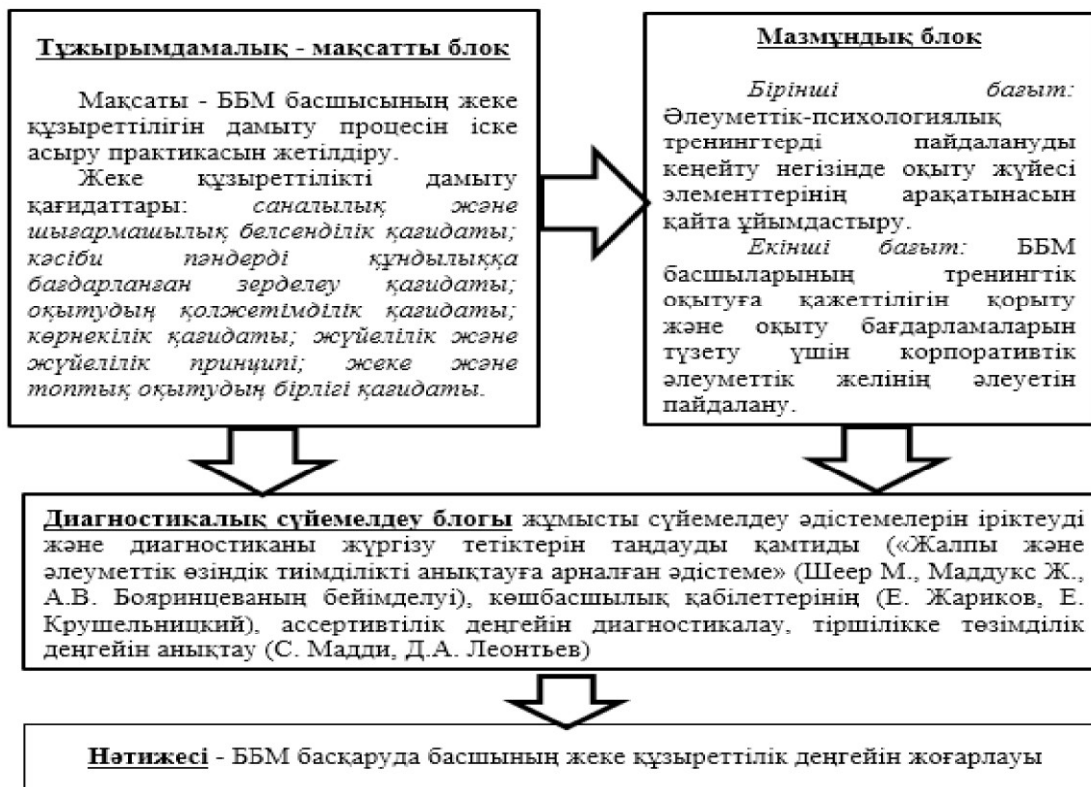 Тұжырымдамалық - мақсатты блок
Мақсаты - ББМ басшысының жеке
құзыреттілігін дамыту процесін іске
асыру практикасын жетілдіру.
Жеке құзыреттілікті дамыту
қағидаттары: саналылық және
шығармашылық белсенділік қағидаты;
кәсіби пәндерді құндылыққа
бағдарланған зерделеу қағидаты;
оқытудың қолжетімділік қағидаты;
көрнекілік қағидаты; жүйелілік және
жүйелілік принципі; жеке және
топтық оқытудың бірлігі қағидаты.
Мазмұндық блок
Бірінші бағыт:
Әлеуметтік-психологиялық
тренингтерді пайдалануды
кеңейту негізінде оқыту жүйесі
элементтерінің арақатынасын
қайта ұйымдастыру.
Екінші бағыт: ББМ
басшыларының тренингтік
оқытуға қажеттілігін қорыту
және оқыту бағдарламаларын
түзету үшін корпоративтік
әлеуметтік желінің әлеуетін
пайдалану.
Диагностикалық сүйемелдеу блогы жұмысты сүйемелдеу әдістемелерін іріктеуді
және диагностиканы жүргізу тетіктерін таңдауды қамтиды («Жалпы және
әлеуметтік өзіндік тиімділікті анықтауға арналған әдістеме» (Шеер М., Маддукс Ж.,
А.В. Бояринцеваның бейімделуі), көшбасшылық қабілеттерінің (Е. Жариков, Е.
Крушельницкий), ассертивтілік деңгейін диагностикалау, тіршілікке төзімділік
деңгейін анықтау (С. Мадди, Д.А. Леонтьев)
Нәтижесі - ББМ басқаруда басшының жеке құзыреттілік деңгейін жоғарлауы